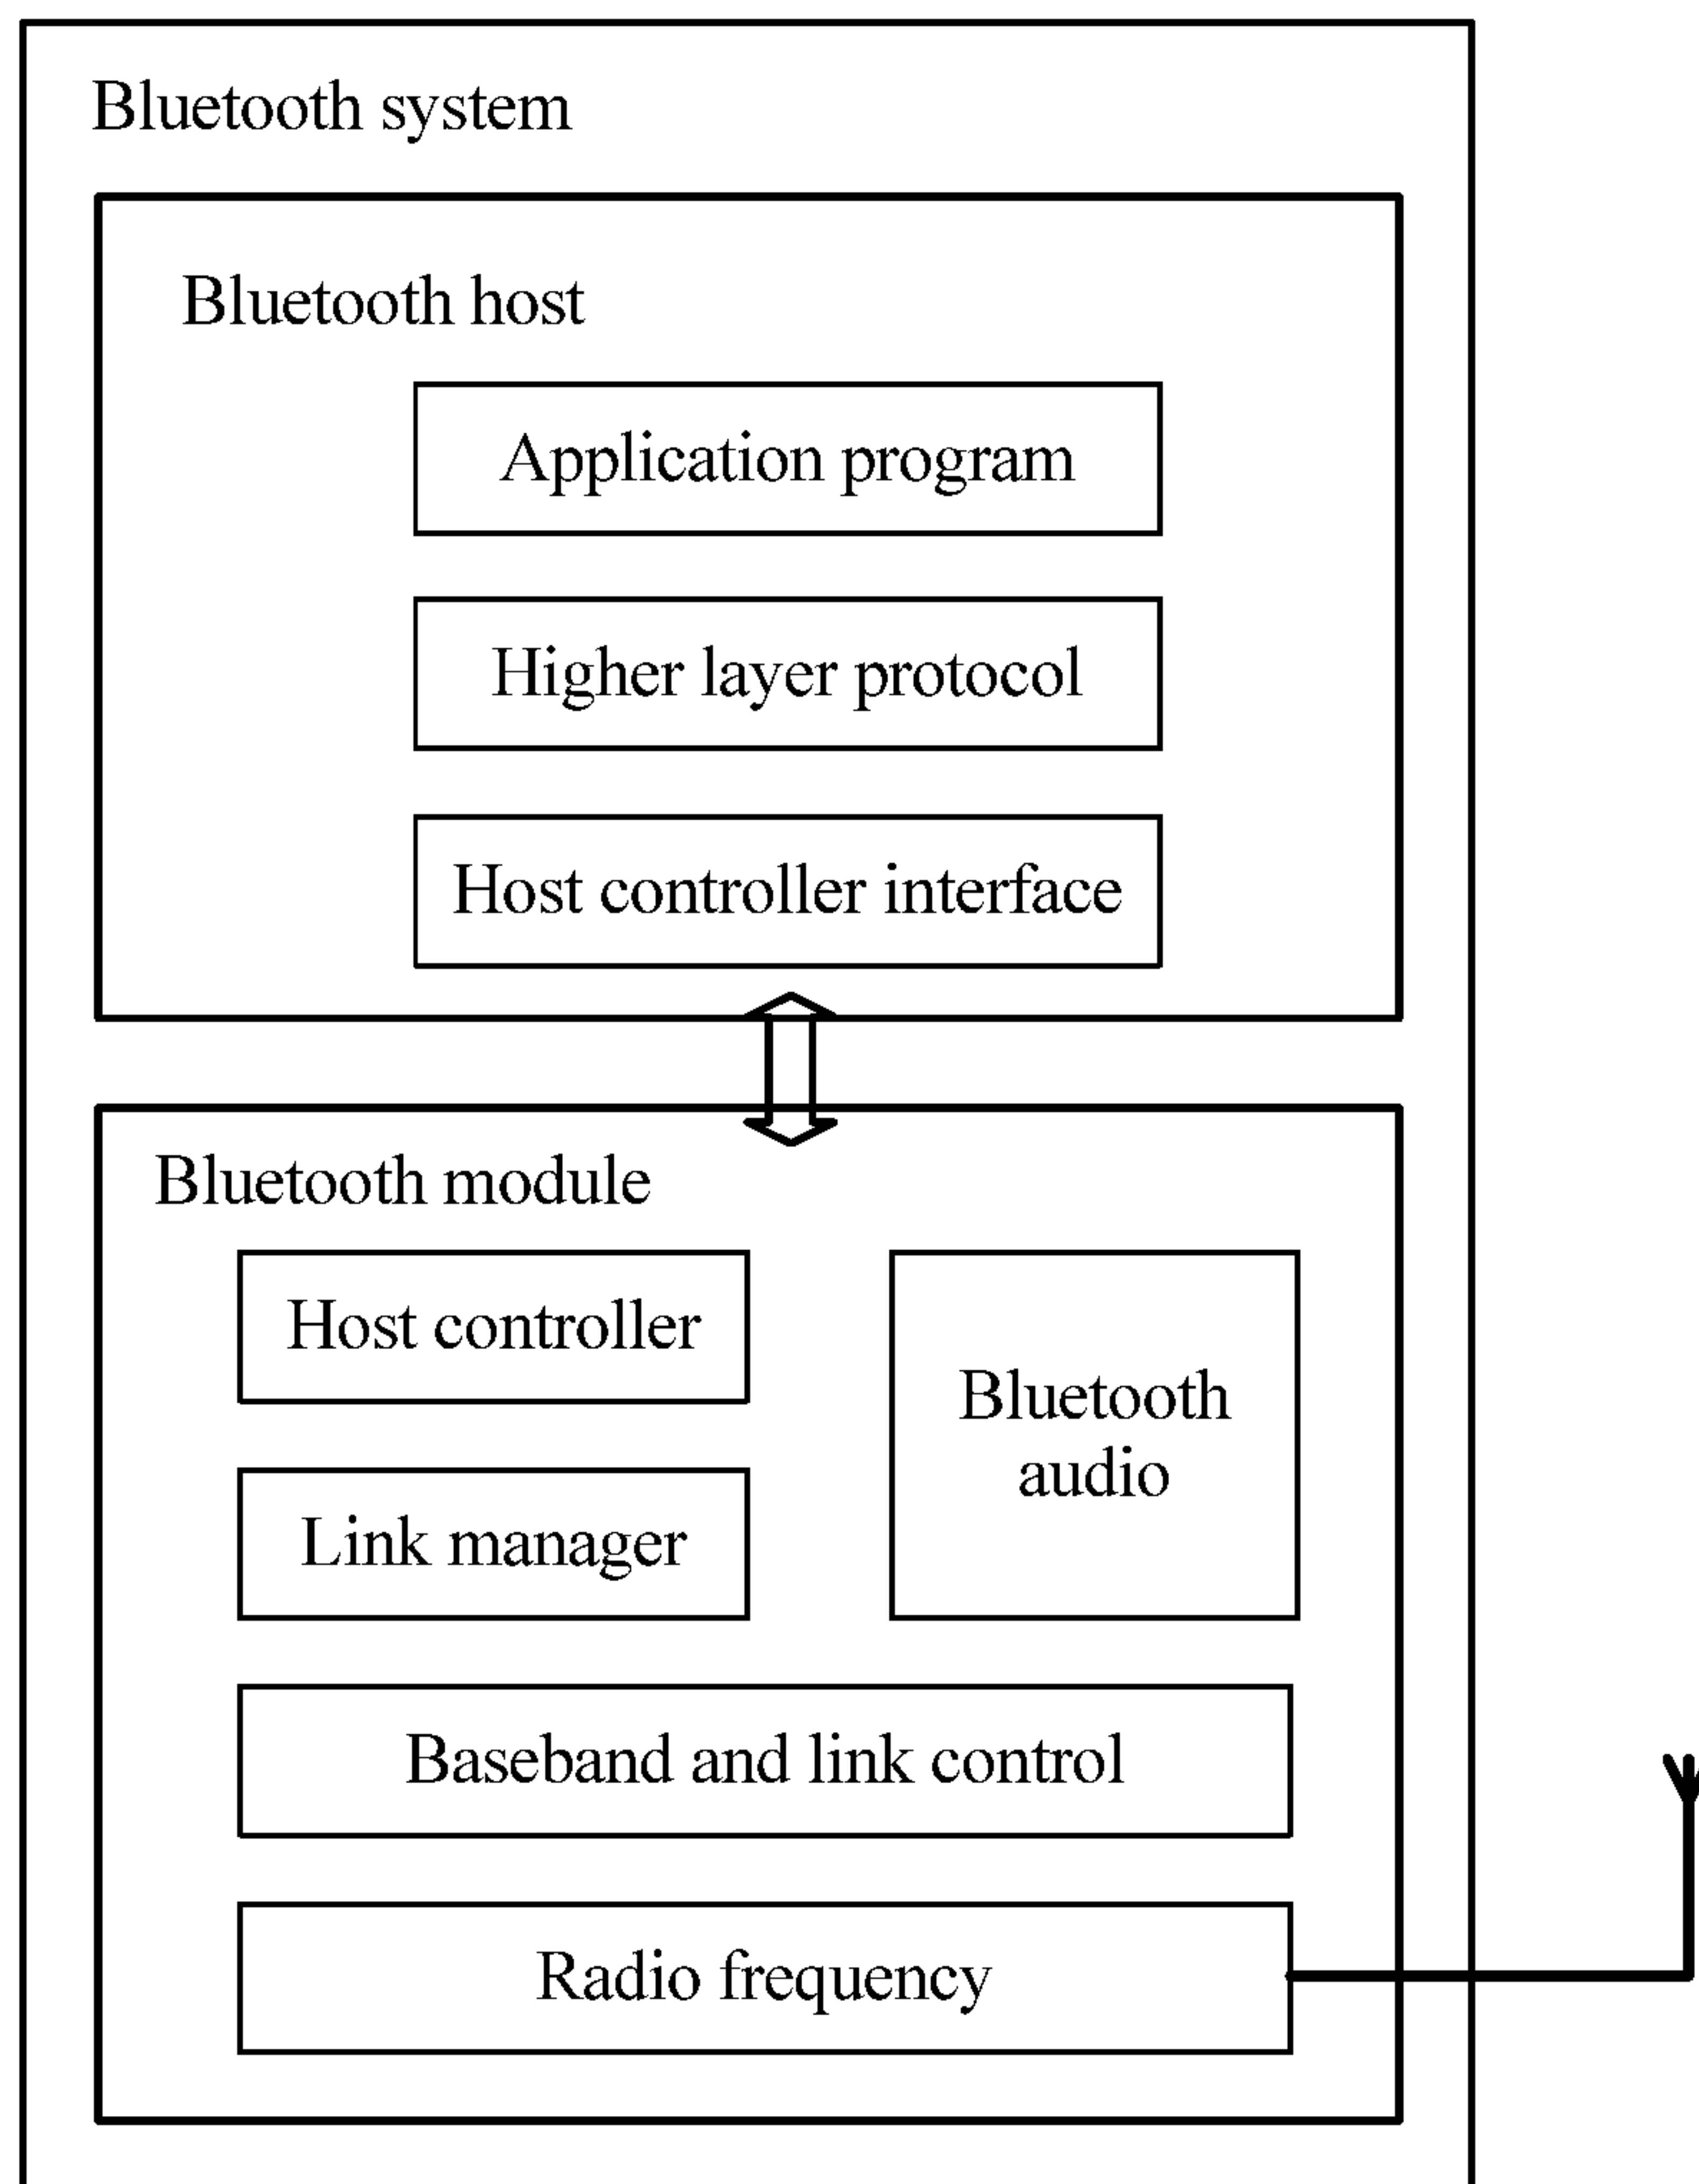 Bluetooth system
Bluetooth host
Application program
Higher layer protocol
Host controller interface
Bluetooth module
Host controller
Bluetooth
audio
Link manager
Baseband and link control
Radio frequency